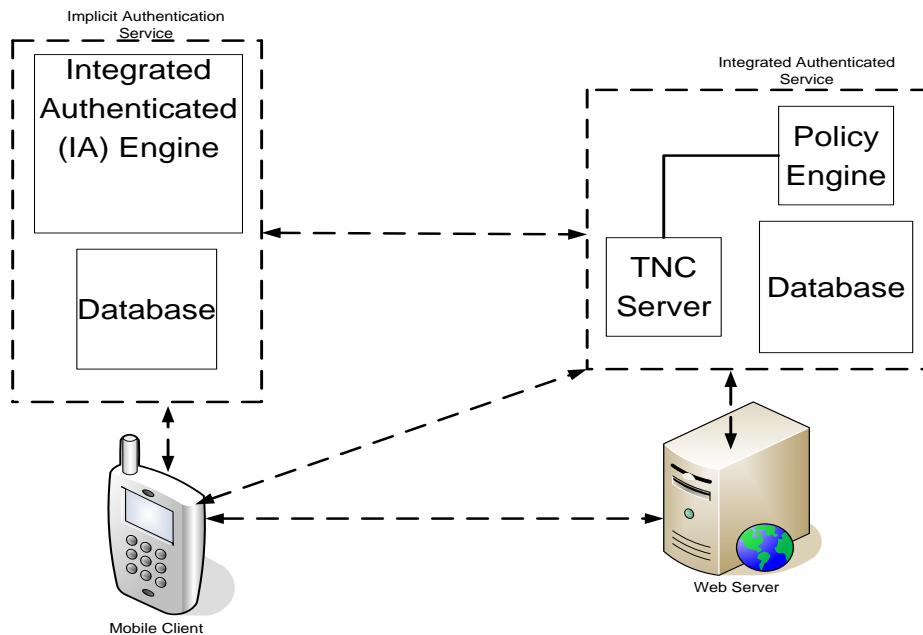 Implicit Authentication
Service
Integrated
Authenticated
(IA) Engine
Database
Integrated Authenticated
Service
Policy
Engine
TNC
Server
Database
Mobile Client
Web Server